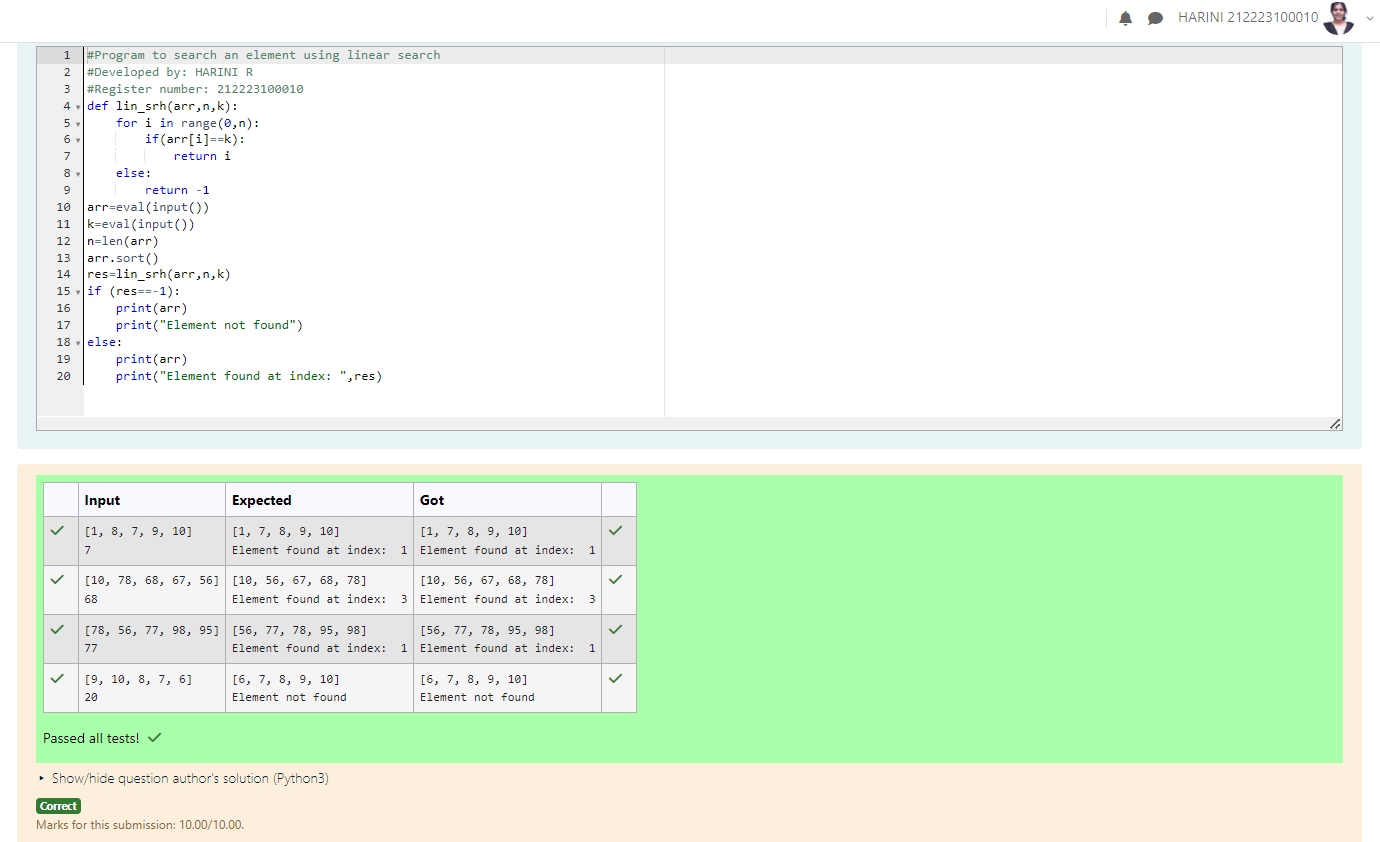 HARINI 212223100010
1 #Program to search an element using linear search
2 #Developed by: HARINI R
3 #Register number: 212223100010
4 def lin_srh(arr,n,k):
5     for i in range(0,n):
6         if(arr[i]==k):
7             return i
8     else:
9         return -1
10 arr=eval(input())
11 k=eval(input())
12 n=len(arr)
13 arr.sort()
14 res=lin_srh(arr,n,k)
15 if (res==-1):
16     print(arr)
17     print("Element not found")
18 else:
19     print(arr)
20     print("Element found at index: ",res)
Input Expected Got
[1, 8, 7, 9, 10] [1, 7, 8, 9, 10] [1, 7, 8, 9, 10]
7 Element found at index:  1 Element found at index:  1
[10, 78, 68, 67, 56] [10, 56, 67, 68, 78] [10, 56, 67, 68, 78]
68 Element found at index:  3 Element found at index:  3
[78, 56, 77, 98, 95] [56, 77, 78, 95, 98] [56, 77, 78, 95, 98]
77 Element found at index:  1 Element found at index:  1
[9, 10, 8, 7, 6] [6, 7, 8, 9, 10] [6, 7, 8, 9, 10]
20 Element not found Element not found
Passed all tests!
Show/hide question author's solution (Python3)
Correct
Marks for this submission: 10.00/10.00.